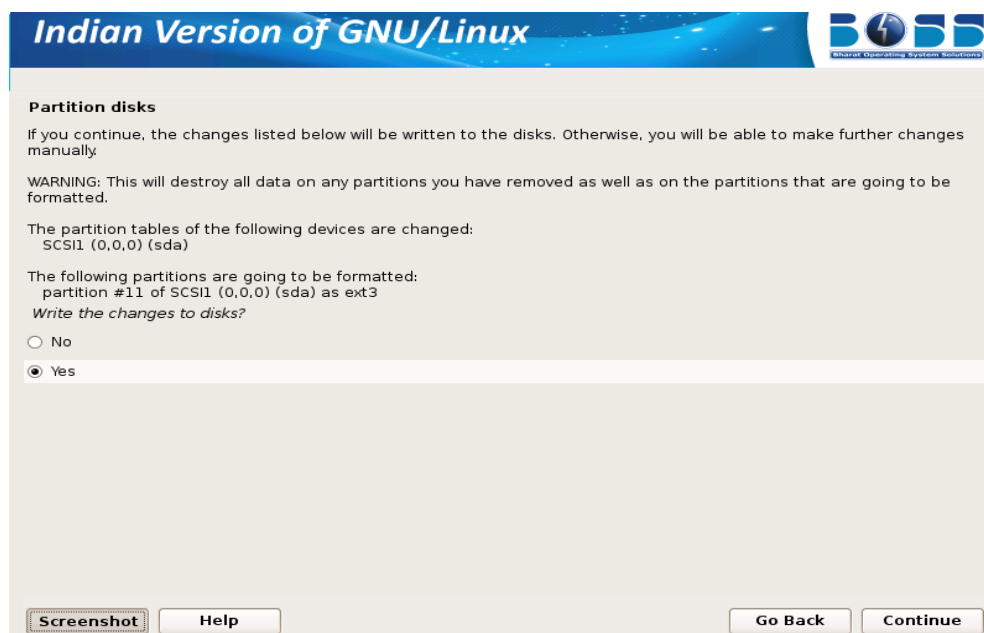 Indian Version of GNU/Linux
BOSS
Bharat Operating System Solutions
Partition disks
If you continue, the changes listed below will be written to the disks. Otherwise, you will be able to make further changes
manually.
WARNING: This will destroy all data on any partitions you have removed as well as on the partitions that are going to be
formatted.
The partition tables of the following devices are changed:
SCSI1 (0,0,0) (sda)
The following partitions are going to be formatted:
partition #11 of SCSI1 (0,0,0) (sda) as ext3
Write the changes to disks?
No
Yes
Screenshot Help Go Back Continue